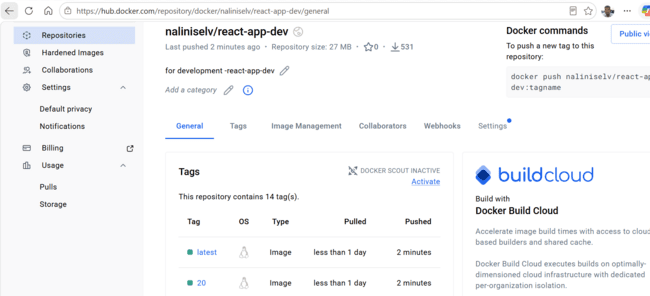 https://hub.docker.com/repository/docker/naliniselv/react-app-dev/general
Repositories
Hardened Images
Collaborations
Settings
Default privacy
Notifications
Billing
Usage
Pulls
Storage
naliniselv/react-app-dev
Last pushed 2 minutes ago • Repository size: 27 MB • 0 • 531
for development -react-app-dev
Add a category
General Tags Image Management Collaborators Webhooks Settings
Tags
DOCKER SCOUT INACTIVE
Activate
This repository contains 14 tag(s).
Tag OS Type Pulled Pushed
latest Image less than 1 day 2 minutes
20 Image less than 1 day 2 minutes
Docker commands
To push a new tag to this
repository:
Public vi
docker push naliniselv/react-ap
dev:tagname
buildcloud
Build with
Docker Build Cloud
Accelerate image build times with access to cloud
based builders and shared cache.
Docker Build Cloud executes builds on optimally-
dimensioned cloud infrastructure with dedicated
per-organization isolation.